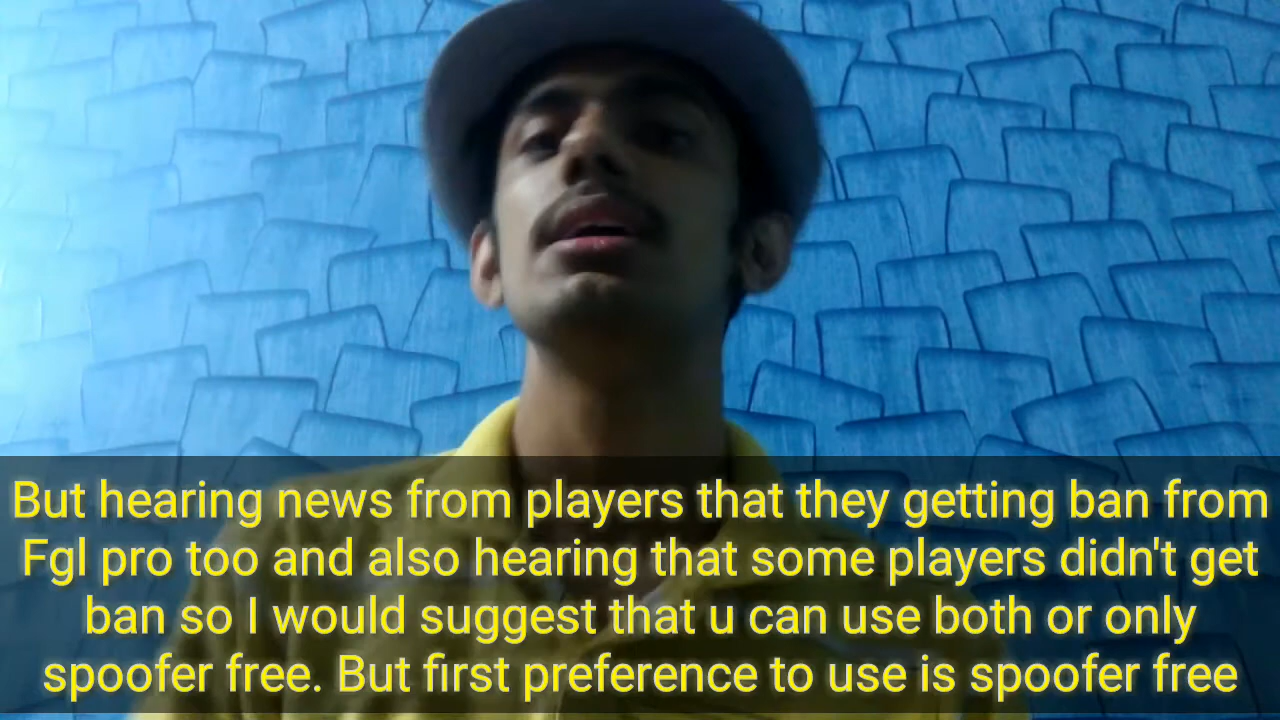 But hearing news from players that they getting ban from
Fgl pro too and also hearing that some players didn't get
ban so I would suggest that u can use both or only
spoofer free. But first preference to use is spoofer free